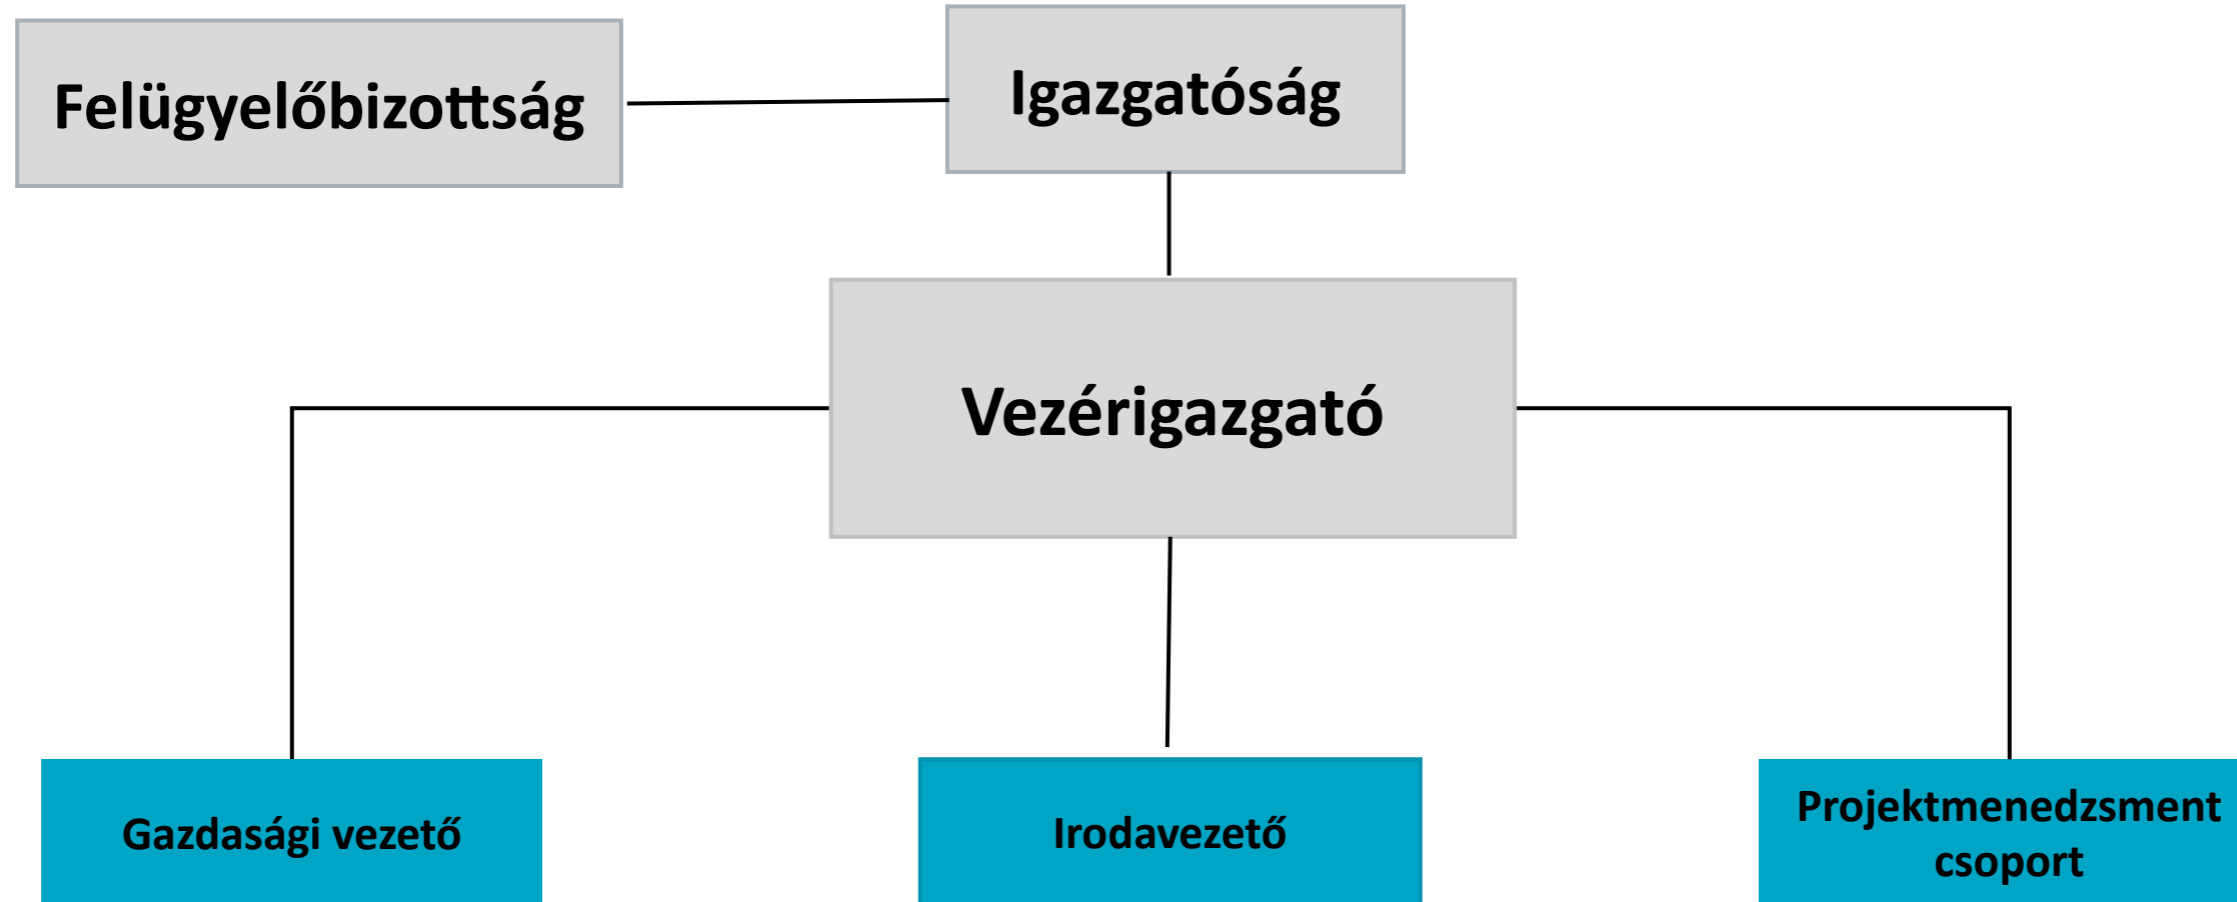 Felügyelőbizottság
Igazgatóság
Vezérigazgató
Gazdasági vezető
Irodavezető
Projektmenedzsment
csoport